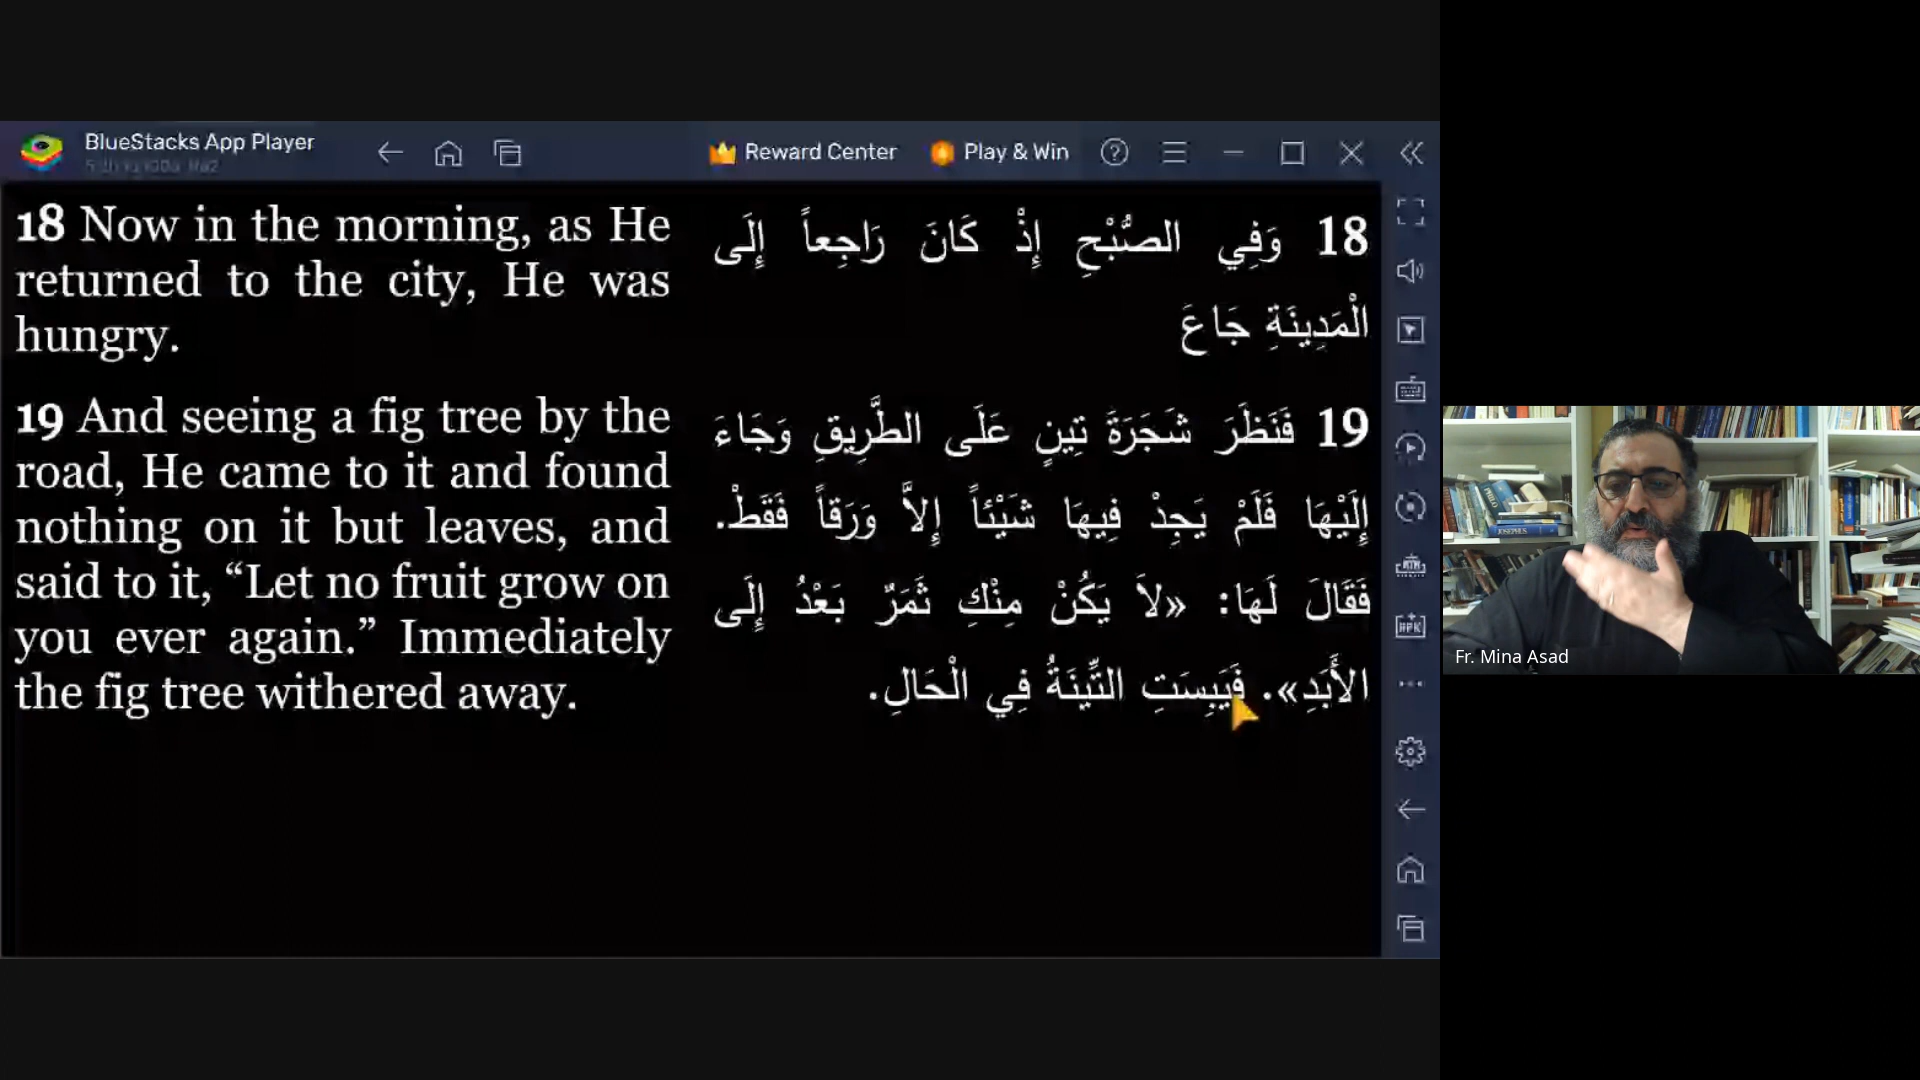 BlueStacks App Player
Reward Center
Play & Win
18 Now in the morning, as He
returned to the city, He was
hungry.
19 And seeing a fig tree by the
road, He came to it and found
nothing on it but leaves, and
said to it, “Let no fruit grow on
you ever again.” Immediately
the fig tree withered away.
18 وَفِي الصُّبْحِ إِذْ كَانَ رَاجِعاً إِلَى
الْمَدِينَةِ جَاعَ
19 فَنَظَرَ شَجَرَةَ تِينٍ عَلَى الطَّرِيقِ وَجَاءَ
إِلَيْهَا فَلَمْ يَجِدْ فِيهَا شَيْئاً إِلاَّ وَرَقاً فَقَطْ.
فَقَالَ لَهَا: «لاَ يَكُنْ مِنْكِ ثَمَرٌ بَعْدُ إِلَى
الأَبَدِ». فَيَبِسَتِ التِّينَةُ فِي الْحَالِ.
Fr. Mina Asad